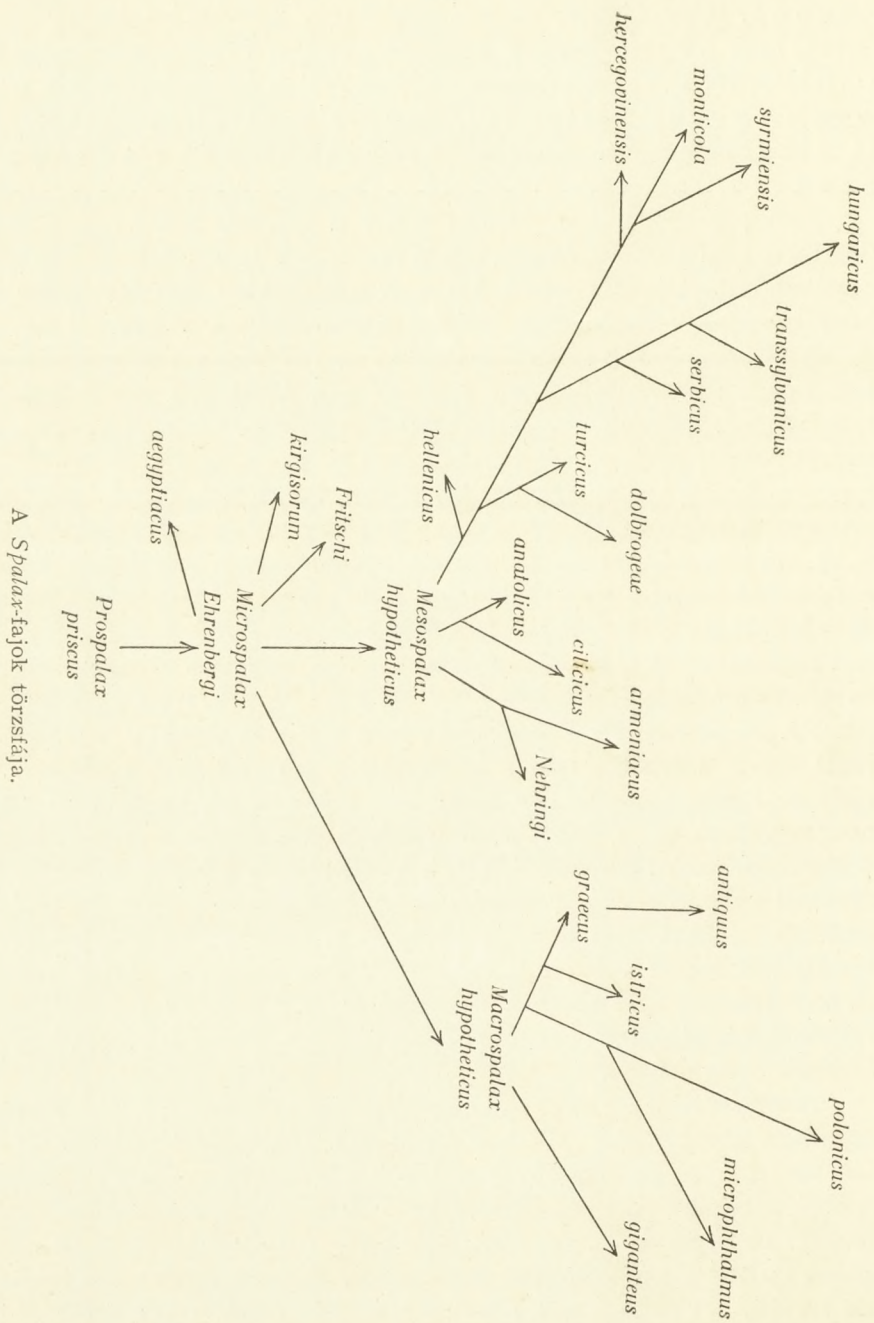 hungaricus
polonicus
transsylvanicus
syrmiensis
antiquus
microphthalmus
monticola
serbicus
dolbrogeae
armeniacus
istricus
giganteus
hercegovinensis
turcicus
cilicicus
graecus
Nehringi
anatolicus
Macrospalax
hypotheticus
hellenicus
Mesospalax
hypotheticus
Fritschi
kirgisorum
Microspalax
Ehrenbergi
aegyptiacus
Prospalax
priscus
A Spalax-fajok törzsfája.